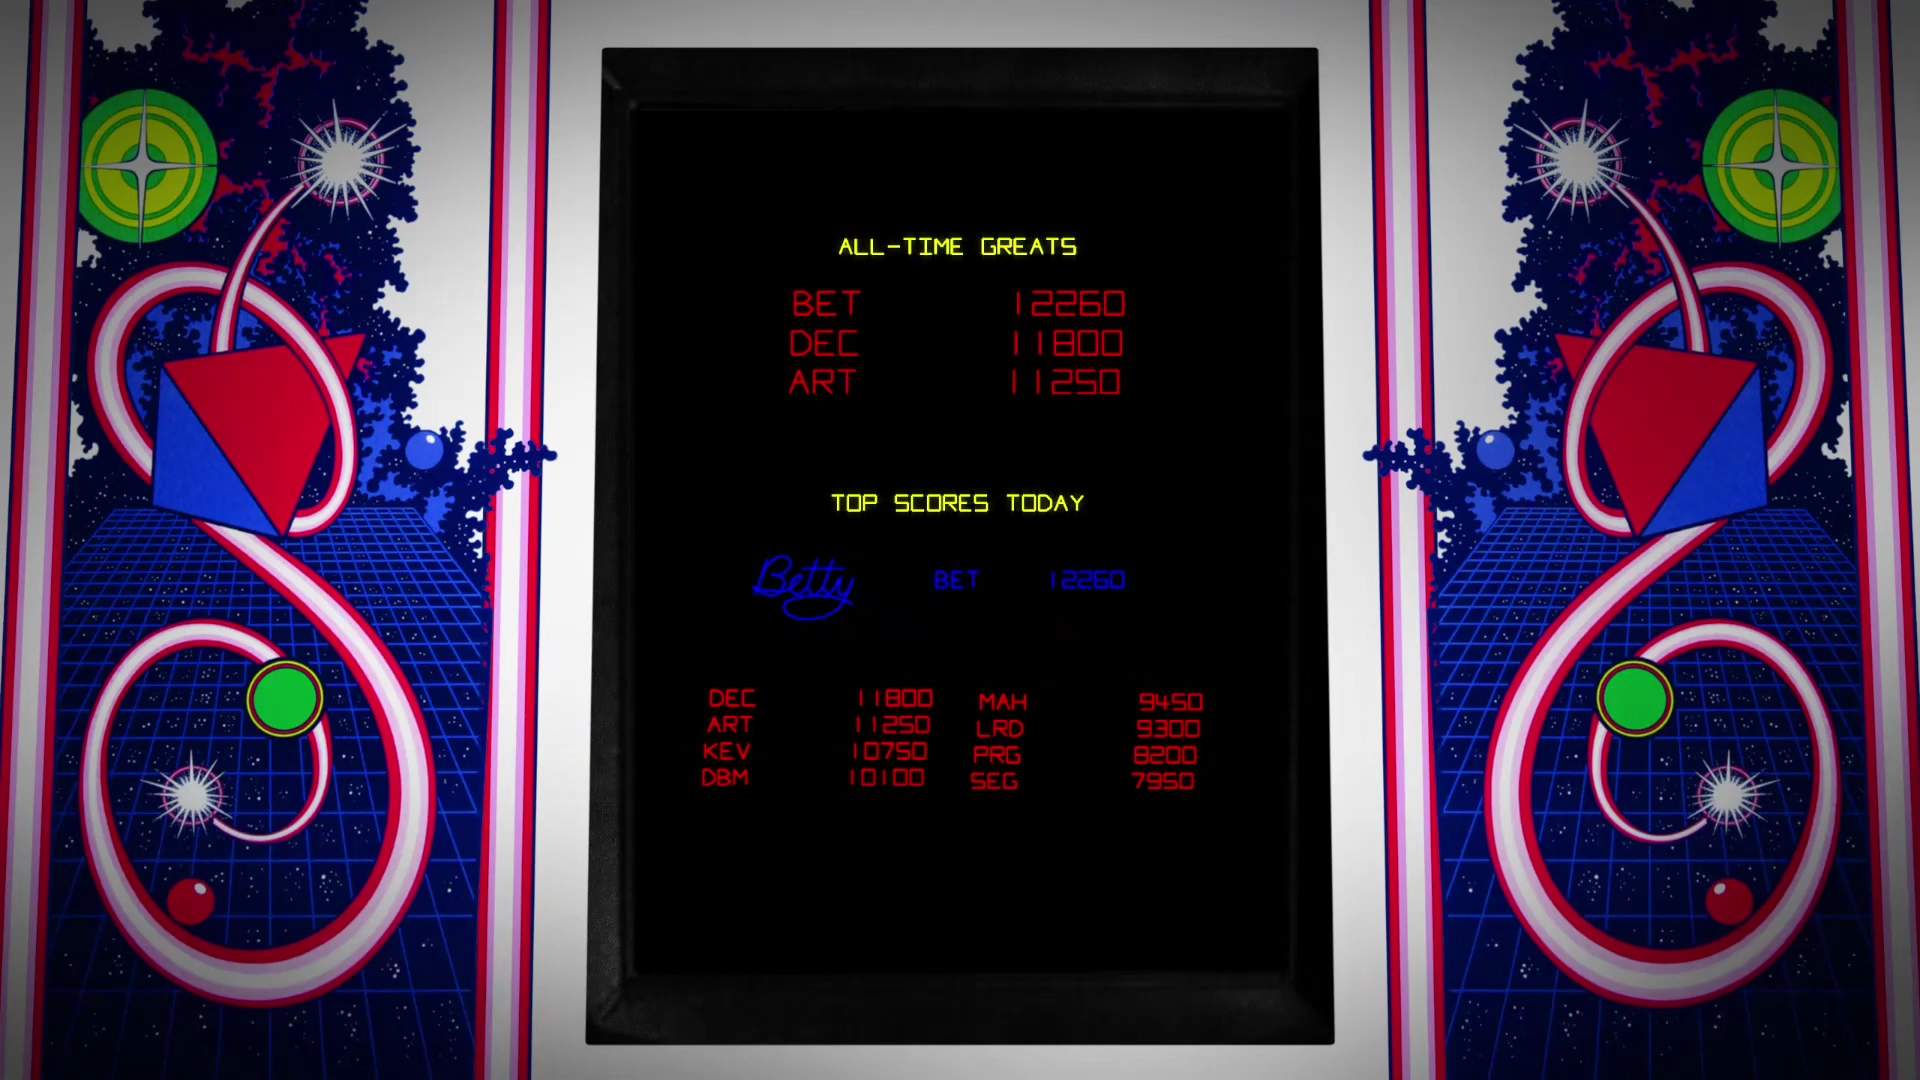 ALL-TIME GREATS
BET 12260
DEC 11800
ART 11250
TOP SCORES TODAY
Betty BET 12260
DEC 11800 MAH 9450
ART 11250 LRD 9300
KEV 10750 PRG 8200
DBM 10100 SEG 7950